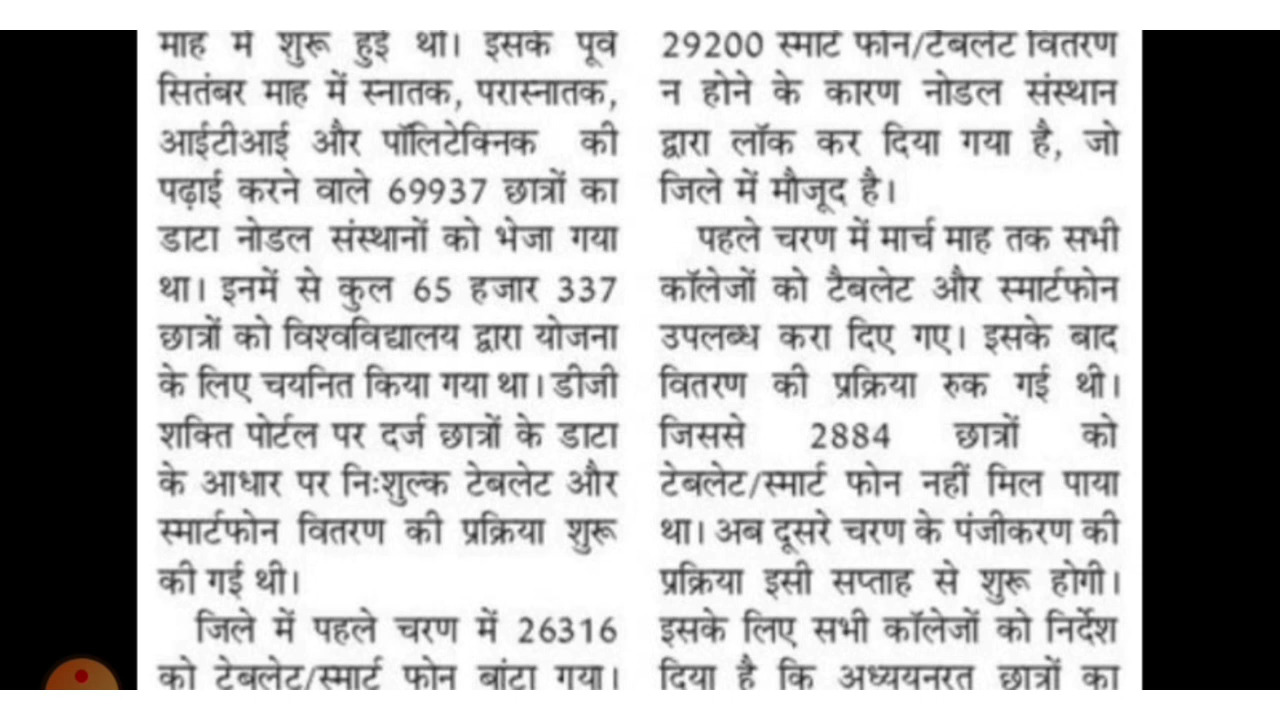 माह में शुरू हुई थी। इसके पूर्व
सितंबर माह में स्नातक, परास्नातक,
आईटीआई और पॉलिटेक्निक की
पढ़ाई करने वाले 69937 छात्रों का
डाटा नोडल संस्थानों को भेजा गया
था। इनमें से कुल 65 हजार 337
छात्रों को विश्वविद्यालय द्वारा योजना
के लिए चयनित किया गया था। डीजी
शक्ति पोर्टल पर दर्ज छात्रों के डाटा
के आधार पर निःशुल्क टेबलेट और
स्मार्टफोन वितरण की प्रक्रिया शुरू
की गई थी।
जिले में पहले चरण में 26316
को टेबलेट/स्मार्ट फोन बांटा गया।
29200 स्मार्ट फोन/टेबलेट वितरण
न होने के कारण नोडल संस्थान
द्वारा लॉक कर दिया गया है, जो
जिले में मौजूद है।
पहले चरण में मार्च माह तक सभी
कॉलेजों को टैबलेट और स्मार्टफोन
उपलब्ध करा दिए गए। इसके बाद
वितरण की प्रक्रिया रुक गई थी।
जिससे 2884 छात्रों को
टेबलेट/स्मार्ट फोन नहीं मिल पाया
था। अब दूसरे चरण के पंजीकरण की
प्रक्रिया इसी सप्ताह से शुरू होगी।
इसके लिए सभी कॉलेजों को निर्देश
दिया है कि अध्ययनरत छात्रों का